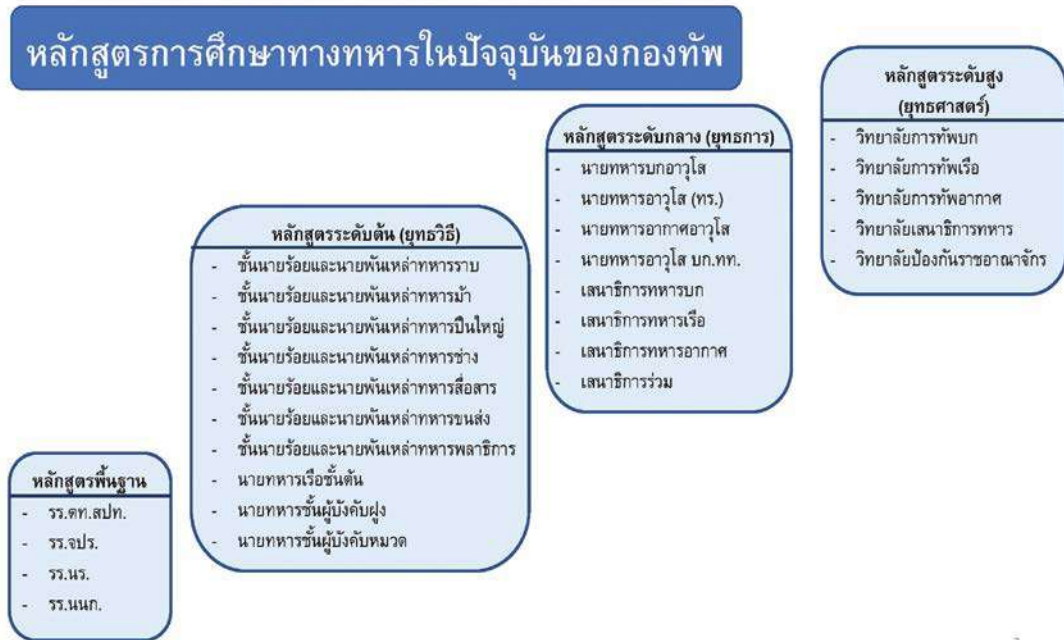 หลักสูตรการศึกษาทางทหารในปัจจุบันของกองทัพ
หลักสูตรพื้นฐาน
- รร.ตท.สปท.
- รร.จปร.
- รร.นร.
- รร.นนก.
หลักสูตรระดับต้น (ยุทธวิธี)
- ชั้นนายร้อยและนายพันเหล่าทหารราบ
- ชั้นนายร้อยและนายพันเหล่าทหารม้า
- ชั้นนายร้อยและนายพันเหล่าทหารปืนใหญ่
- ชั้นนายร้อยและนายพันเหล่าทหารช่าง
- ชั้นนายร้อยและนายพันเหล่าทหารสื่อสาร
- ชั้นนายร้อยและนายพันเหล่าทหารขนส่ง
- ชั้นนายร้อยและนายพันเหล่าทหารพลาธิการ
- นายทหารเรือชั้นต้น
- นายทหารชั้นผู้บังคับฝูง
- นายทหารชั้นผู้บังคับหมวด
หลักสูตรระดับกลาง (ยุทธการ)
- นายทหารบกอาวุโส
- นายทหารอาวุโส (ทร.)
- นายทหารอากาศอาวุโส
- นายทหารอาวุโส บก.ทท.
- เสนาธิการทหารบก
- เสนาธิการทหารเรือ
- เสนาธิการทหารอากาศ
- เสนาธิการร่วม
หลักสูตรระดับสูง
(ยุทธศาสตร์)
- วิทยาลัยการทัพบก
- วิทยาลัยการทัพเรือ
- วิทยาลัยการทัพอากาศ
- วิทยาลัยเสนาธิการทหาร
- วิทยาลัยป้องกันราชอาณาจักร